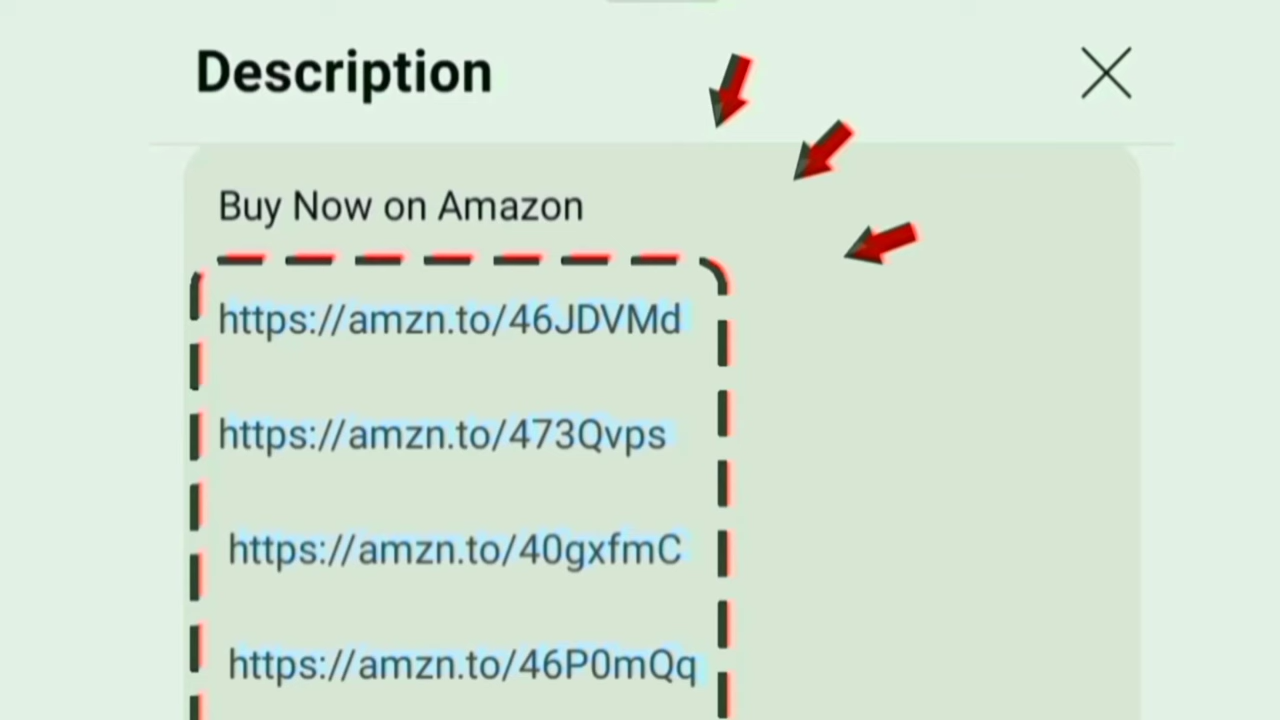 Description
Buy Now on Amazon
https://amzn.to/46JDVMd
https://amzn.to/473Qvps
https://amzn.to/40gxfmC
https://amzn.to/46P0mQq